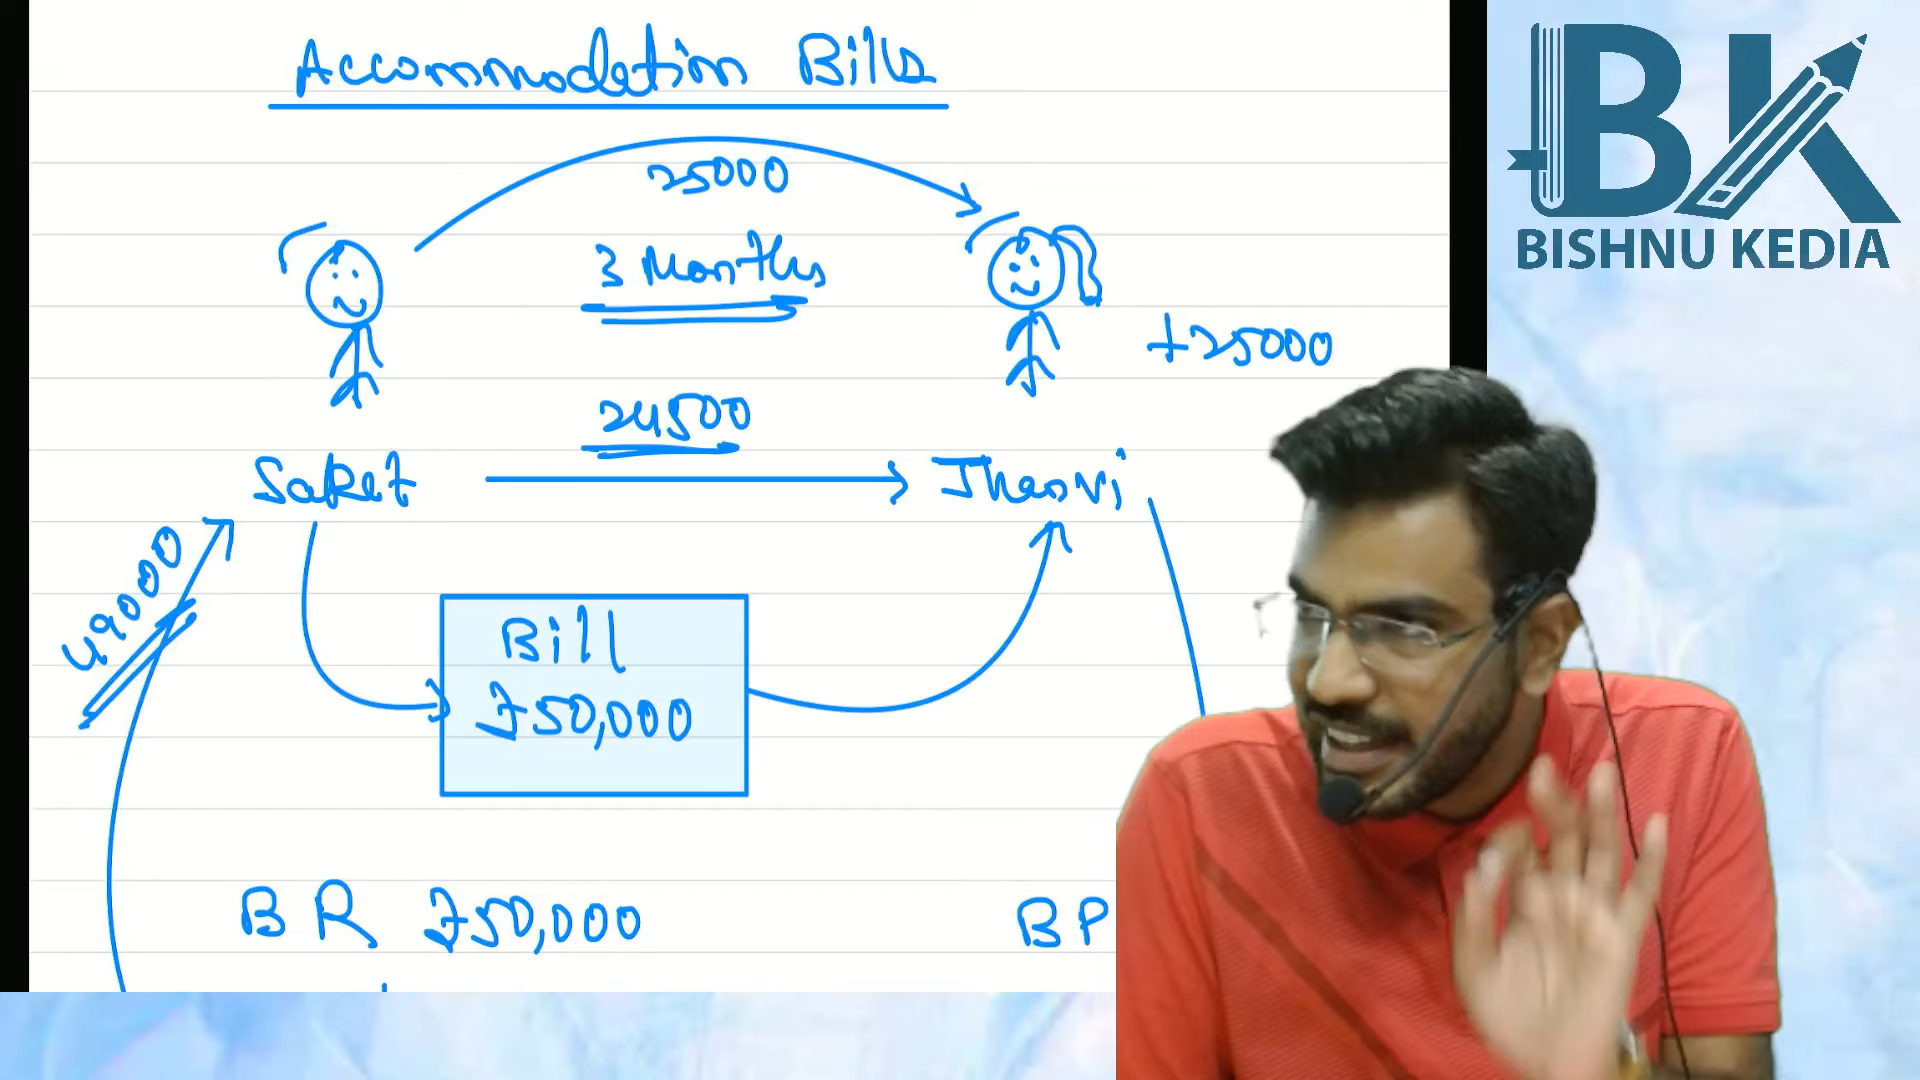 Accommodation Bills
25000
3 Months
+25000
24500
Saket
Jhanvi
49000
Bill
₹50,000
BR ₹50,000
BP
BK
BISHNU KEDIA